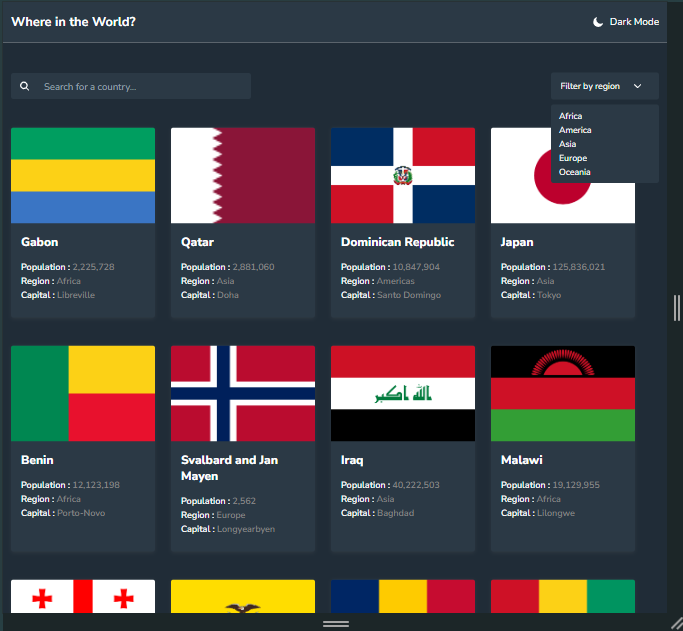 Where in the World?
Dark Mode
Search for a country...
Filter by region
Africa
America
Asia
Europe
Oceania
Gabon
Population : 2,225,728
Region : Africa
Capital : Libreville
Qatar
Population : 2,881,060
Region : Asia
Capital : Doha
Dominican Republic
Population : 10,847,904
Region : Americas
Capital : Santo Domingo
Japan
Population : 125,836,021
Region : Asia
Capital : Tokyo
Benin
Population : 12,123,198
Region : Africa
Capital : Porto-Novo
Svalbard and Jan
Mayen
Population : 2,562
Region : Europe
Capital : Longyearbyen
الله اكبر
Iraq
Population : 40,222,503
Region : Asia
Capital : Baghdad
Malawi
Population : 19,129,955
Region : Africa
Capital : Lilongwe